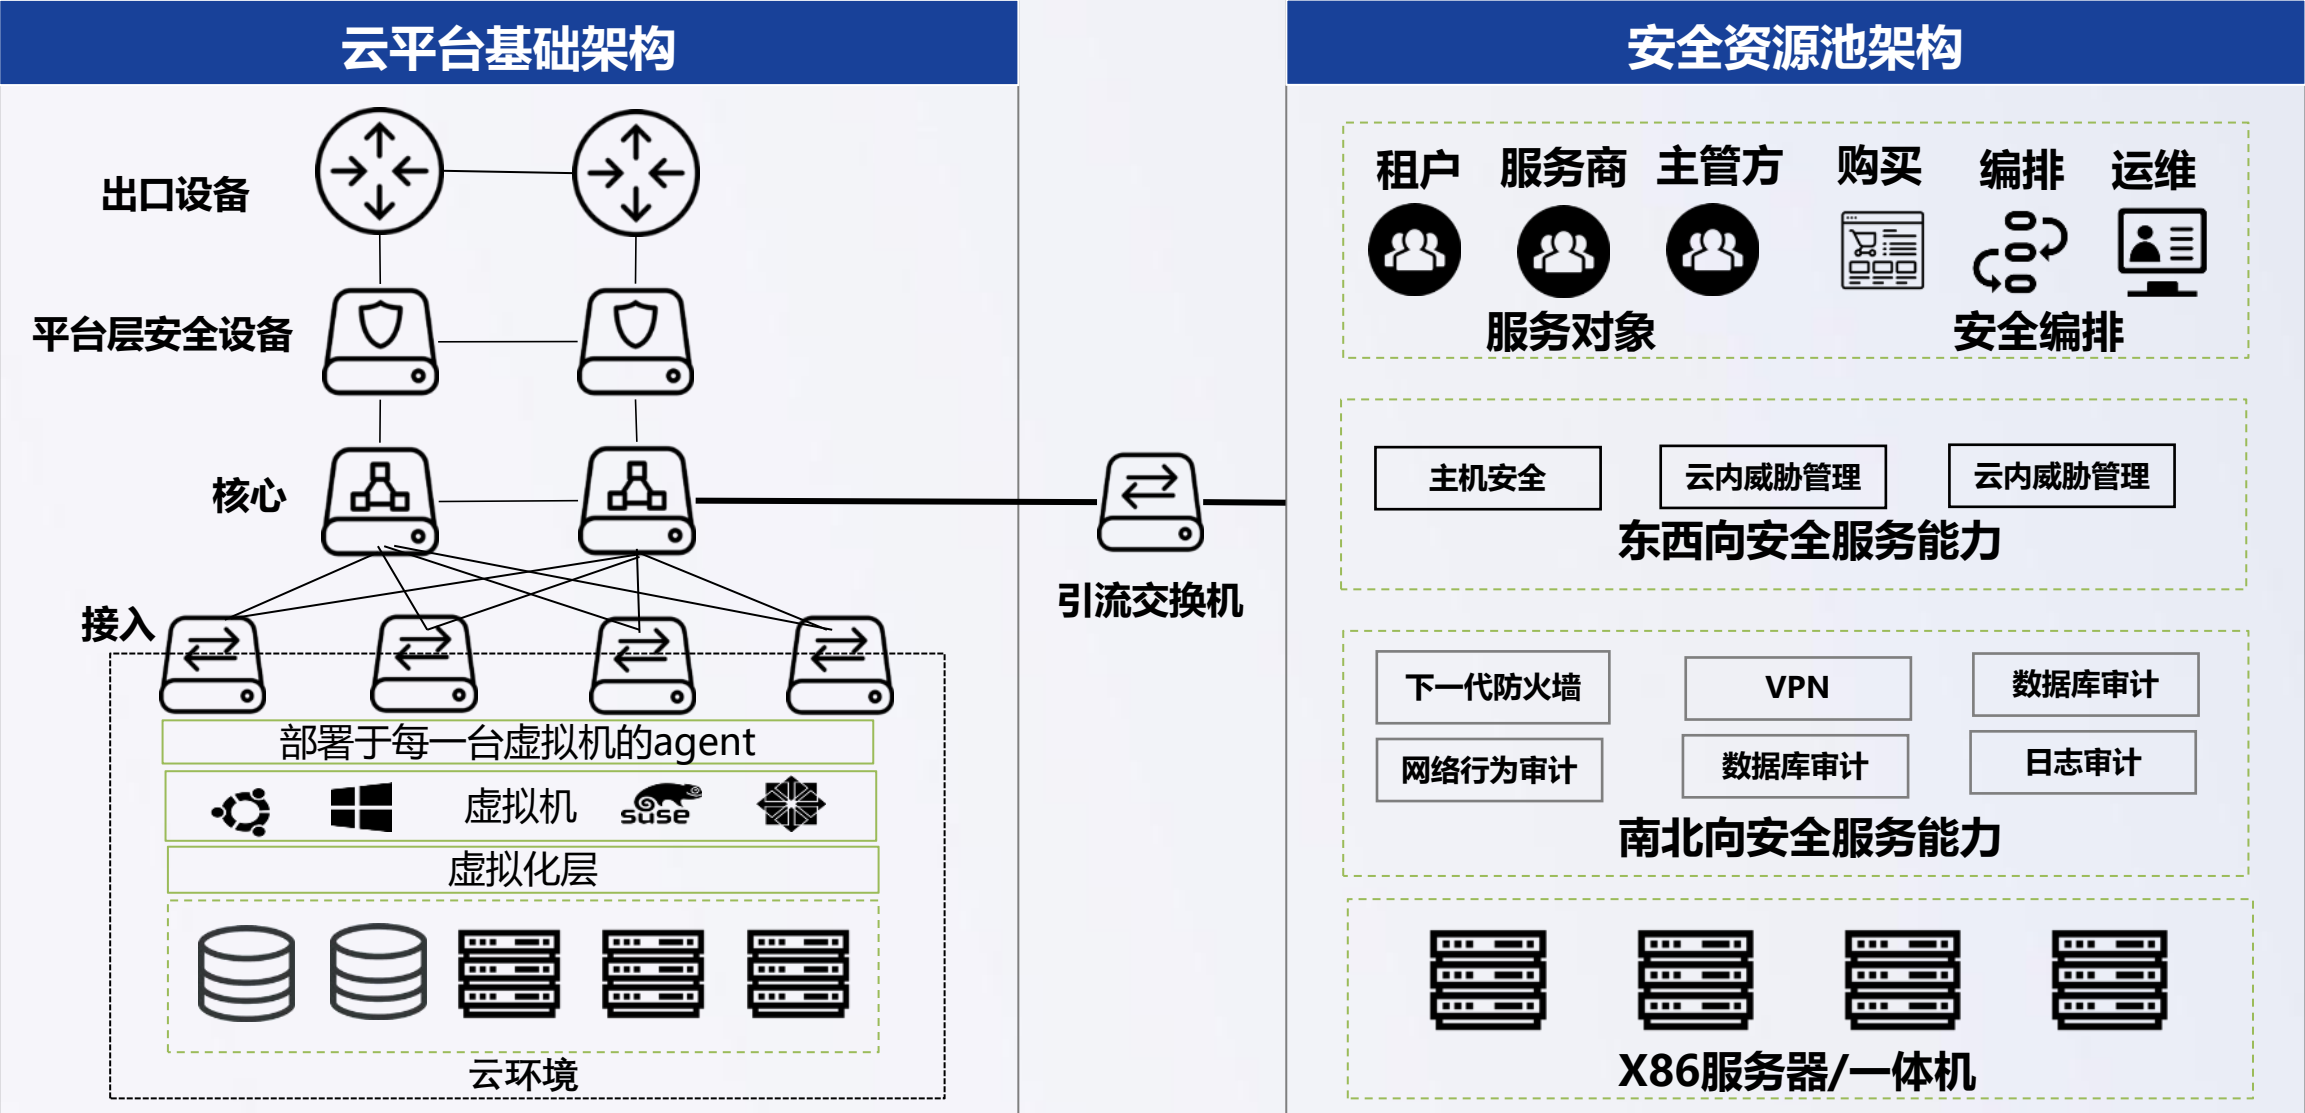 云平台基础架构
出口设备
平台层安全设备
核心
接入
部署于每一台虚拟机的agent
虚拟机
suse
虚拟化层
云环境
引流交换机
安全资源池架构
租户 服务商 主管方 购买 编排 运维
服务对象 安全编排
主机安全 云内威胁管理 云内威胁管理
东西向安全服务能力
下一代防火墙 VPN 数据库审计
网络行为审计 数据库审计 日志审计
南北向安全服务能力
X86服务器/一体机